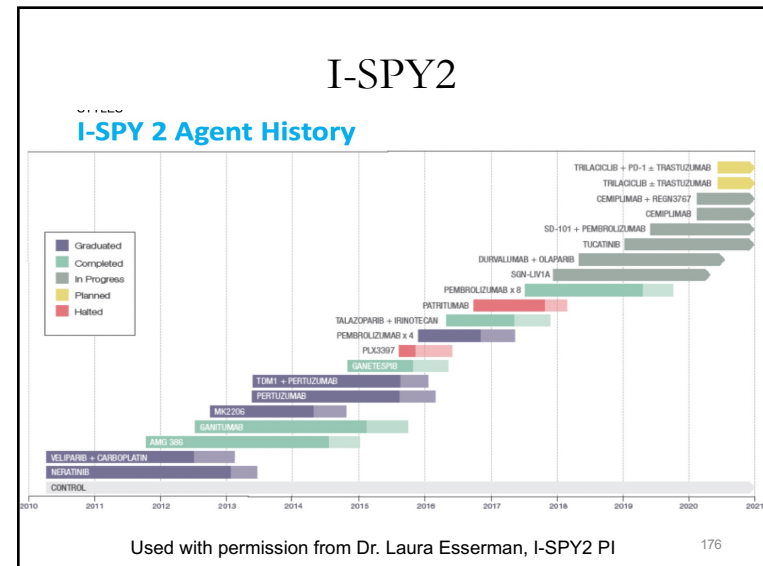 I-SPY2
I-SPY 2 Agent History
TRILACICLIB + PD-1 ± TRASTUZUMAB
TRILACICLIB ± TRASTUZUMAB
CEMIPLIMAB + REGN3767
CEMIPLIMAB
SD-101 + PEMBROLIZUMAB
TUCATINIB
DURVALUMAB + OLAPARIB
SGN-LIV1A
PEMBROLIZUMAB x 8
PATRITUMAB
TALAZOPARIB + IRINOTECAN
PEMBROLIZUMAB x 4
PLX3397
GANETESPIB
TDM1 + PERTUZUMAB
PERTUZUMAB
MK2206
GANITUMAB
AMG 386
VELIPARIB + CARBOPLATIN
NERATINIB
CONTROL
Graduated
Completed
In Progress
Planned
Halted
2010 2011 2012 2013 2014 2015 2016 2017 2018 2019 2020 2021
Used with permission from Dr. Laura Esserman, I-SPY2 PI
176